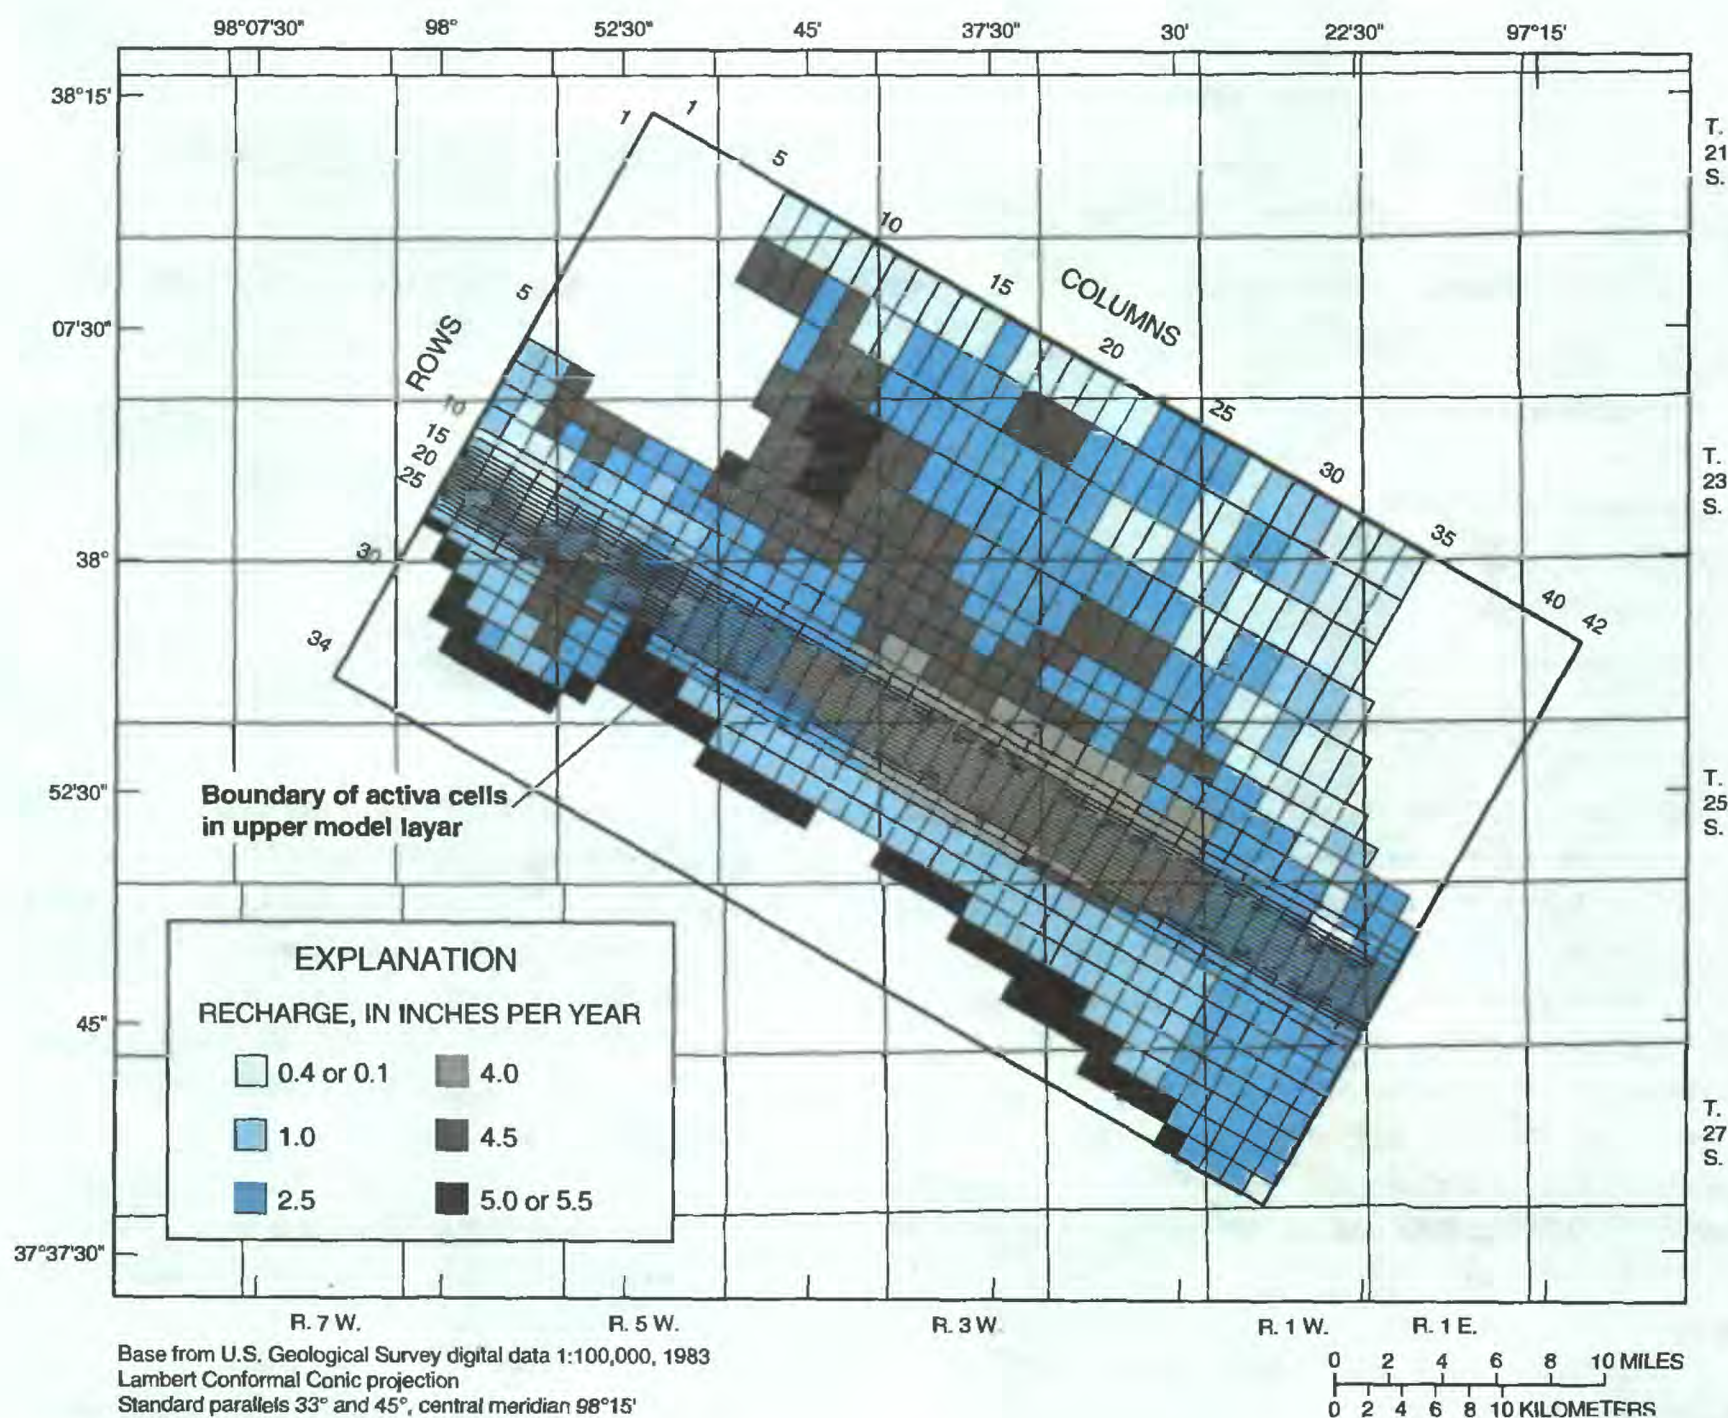 98°07'30" 98° 52'30" 45' 37'30" 30' 22'30" 97°15'
38°15'
07'30"
38°
52'30"
45"
37°37'30"
T.
21
S.
T.
23
S.
T.
25
S.
T.
27
S.
1 1
5
10
15
20
25
30
35
40
42
COLUMNS
ROWS
5
10
15
20
25
30
34
Boundary of activa cells
in upper model layar
EXPLANATION
RECHARGE, IN INCHES PER YEAR
0.4 or 0.1 4.0
1.0 4.5
2.5 5.0 or 5.5
R. 7 W. R. 5 W. R. 3 W. R. 1 W. R. 1 E.
Base from U.S. Geological Survey digital data 1:100,000, 1983
Lambert Conformal Conic projection
Standard parallels 33° and 45°, central meridian 98°15'
0 2 4 6 8 10 MILES
0 2 4 6 8 10 KILOMETERS